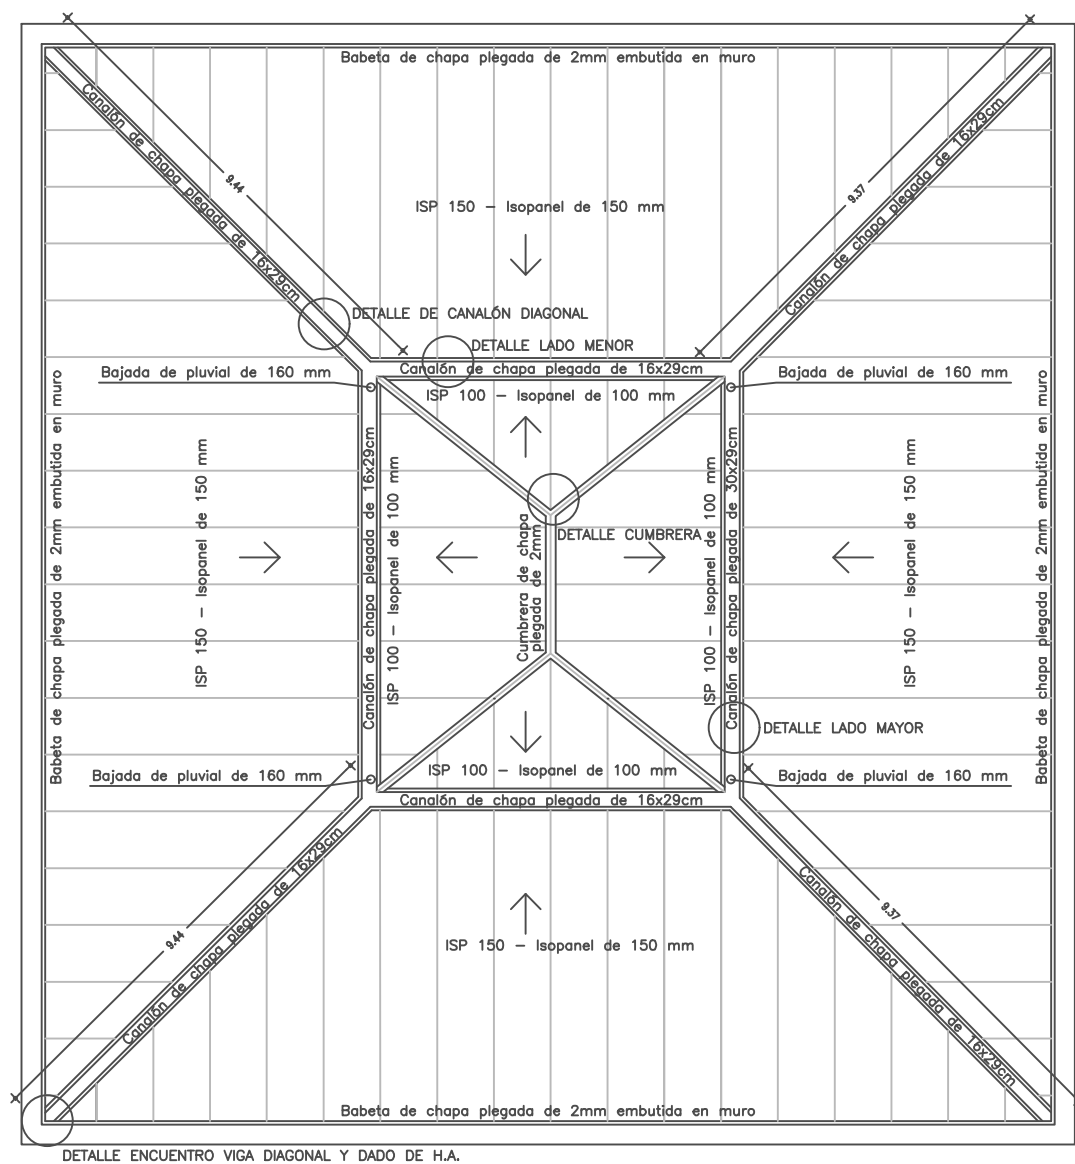 Babeta de chapa plegada de 2mm embutido en muro
Canalón de chapa plegada de 16x29cm
9.44
Canalón de chapa plegada de 16x29cm
9.37
ISP 150 – Isopanel de 150 mm
DETALLE DE CANALÓN DIAGONAL
DETALLE LADO MENOR
Canalón de chapa plegada de 16x29cm
Bajada de pluvial de 160 mm
Bajada de pluvial de 160 mm
ISP 100 – Isopanel de 100 mm
Babeta de chapa plegada de 2mm embutida en muro
ISP 150 – Isopanel de 150 mm
Canalón de chapa plegada de 16x29cm
ISP 100 – Isopanel de 100 mm
Cumbrera de chapa
plegada de 2mm
DETALLE CUMBRERA
ISP 100 – Isopanel de 100 mm
Canalón de chapa plegada de 30x29cm
ISP 150 – Isopanel de 150 mm
Babeta de chapa plegada de 2mm embutida en muro
DETALLE LADO MAYOR
Bajada de pluvial de 160 mm
ISP 100 – Isopanel de 100 mm
Bajada de pluvial de 160 mm
Canalón de chapa plegada de 16x29cm
Canalón de chapa plegada de 16x29cm
9.44
Canalón de chapa plegada de 16x29cm
9.37
ISP 150 – Isopanel de 150 mm
Babeta de chapa plegada de 2mm embutida en muro
DETALLE ENCUENTRO VIGA DIAGONAL Y DADO DE H.A.